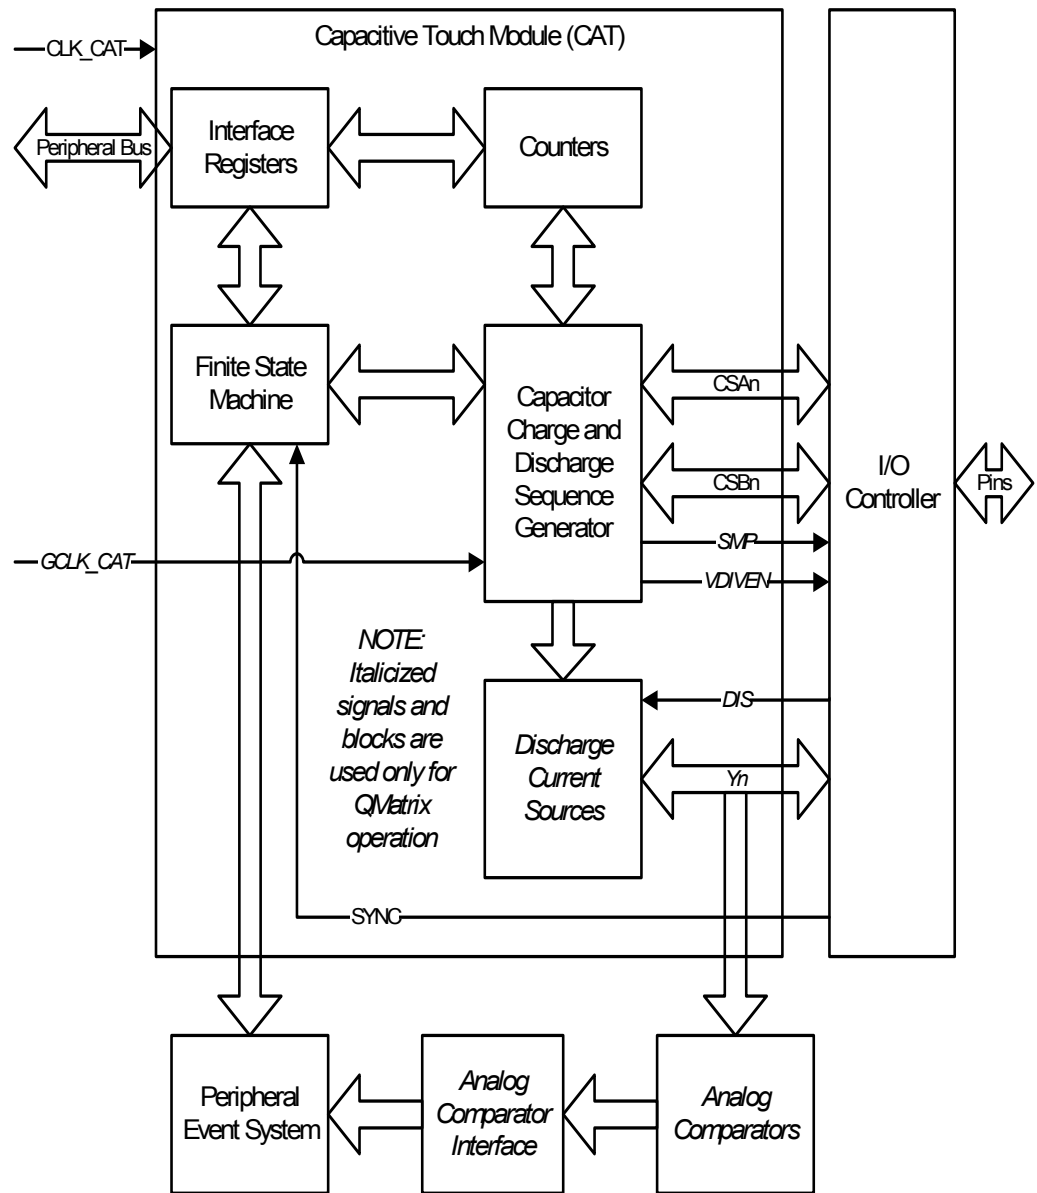 Capacitive Touch Module (CAT)
CLK_CAT
Peripheral Bus
Interface
Registers
Counters
Finite State
Machine
Capacitor
Charge and
Discharge
Sequence
Generator
CSAn
CSBn
SMP
VDIVEN
I/O
Controller
Pins
GCLK_CAT
NOTE:
Italicized
signals and
blocks are
used only for
QMatrix
operation
Discharge
Current
Sources
DIS
Yn
SYNC
Peripheral
Event System
Analog
Comparator
Interface
Analog
Comparators